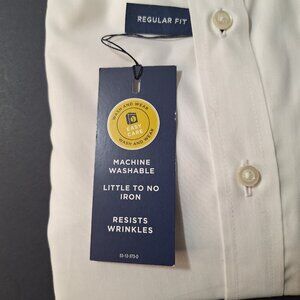 REGULAR FIT
WASH AND WEAR
EASY
CARE
WASH AND WEAR
MACHINE
WASHABLE
LITTLE TO NO
IRON
RESISTS
WRINKLES